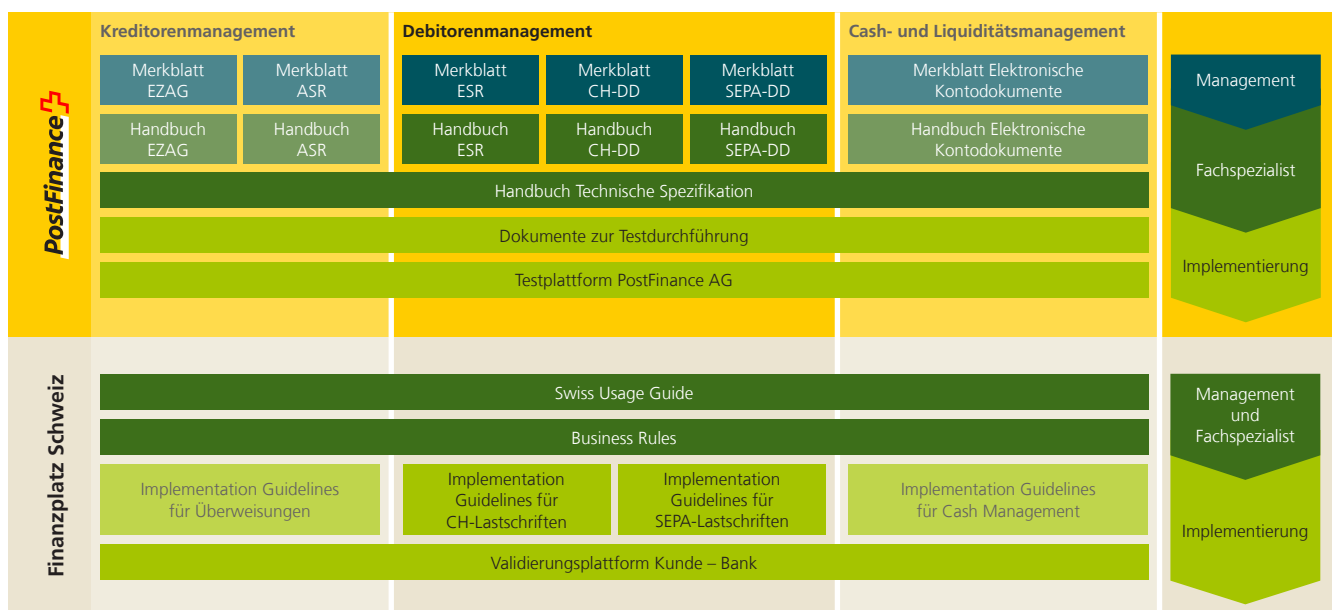 Kreditorenmanagement
Debitorenmanagement
Cash- und Liquiditätsmanagement
PostFinance
Merkblatt
EZAG
Merkblatt
ASR
Merkblatt
ESR
Merkblatt
CH-DD
Merkblatt
SEPA-DD
Merkblatt Elektronische
Kontodokumente
Management
Handbuch
EZAG
Handbuch
ASR
Handbuch
ESR
Handbuch
CH-DD
Handbuch
SEPA-DD
Handbuch Elektronische
Kontodokumente
Fachspezialist
Handbuch Technische Spezifikation
Dokumente zur Testdurchführung
Testplattform PostFinance AG
Implementierung
Finanzplatz Schweiz
Swiss Usage Guide
Business Rules
Management
und
Fachspezialist
Implementation Guidelines
für Überweisungen
Implementation
Guidelines für
CH-Lastschriften
Implementation
Guidelines für
SEPA-Lastschriften
Implementation Guidelines
für Cash Management
Implementierung
Validierungsplattform Kunde – Bank